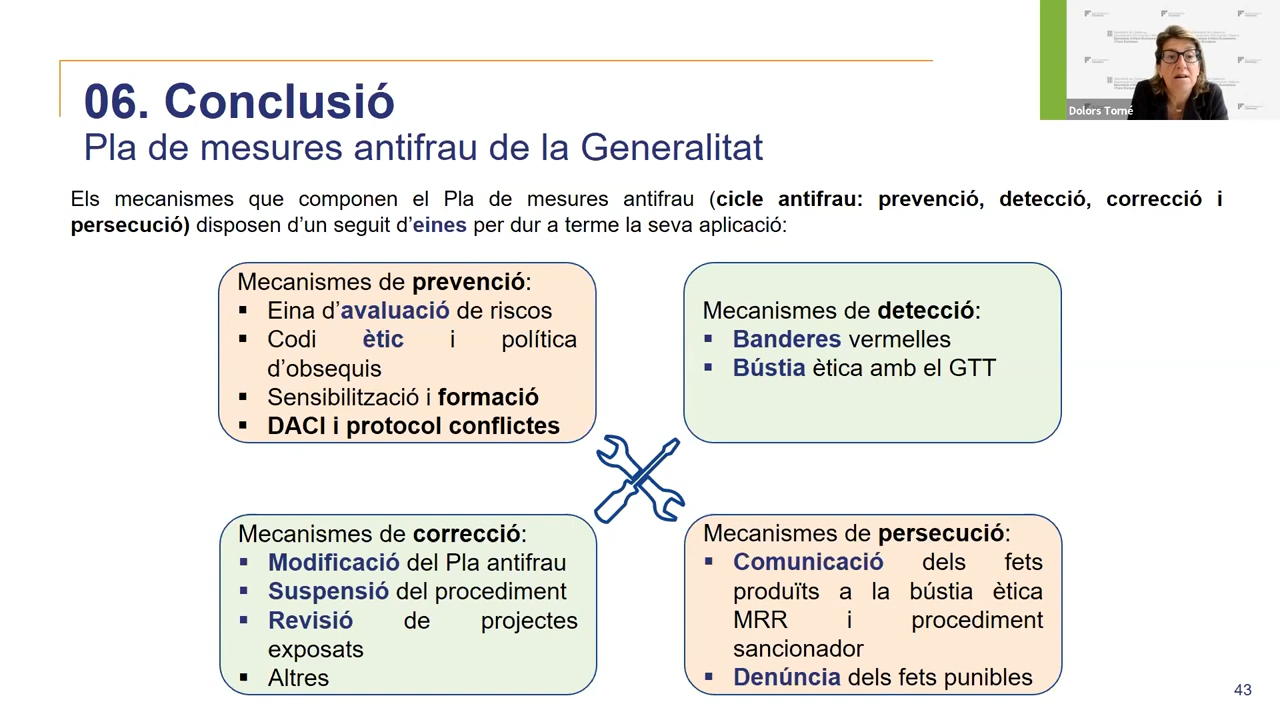 06. Conclusió
Pla de mesures antifrau de la Generalitat
Els mecanismes que componen el Pla de mesures antifrau (cicle antifrau: prevenció, detecció, correcció i
persecució) disposen d’un seguit d’eines per dur a terme la seva aplicació:
Mecanismes de prevenció:
▪ Eina d’avaluació de riscos
▪ Codi ètic i política
d’obsequis
▪ Sensibilització i formació
▪ DACI i protocol conflictes
Mecanismes de detecció:
▪ Banderes vermelles
▪ Bústia ètica amb el GTT
Mecanismes de correcció:
▪ Modificació del Pla antifrau
▪ Suspensió del procediment
▪ Revisió de projectes
exposats
▪ Altres
Mecanismes de persecució:
▪ Comunicació dels fets
produïts a la bústia ètica
MRR i procediment
sancionador
▪ Denúncia dels fets punibles
43
Dolors Torné